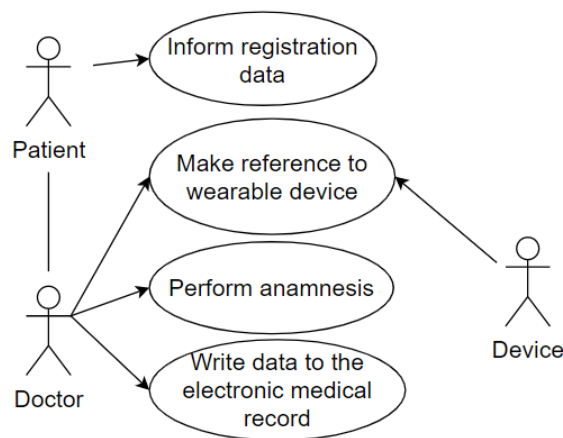 Inform registration
data
Patient
Make reference to
wearable device
Perform anamnesis
Device
Write data to the
electronic medical
record
Doctor